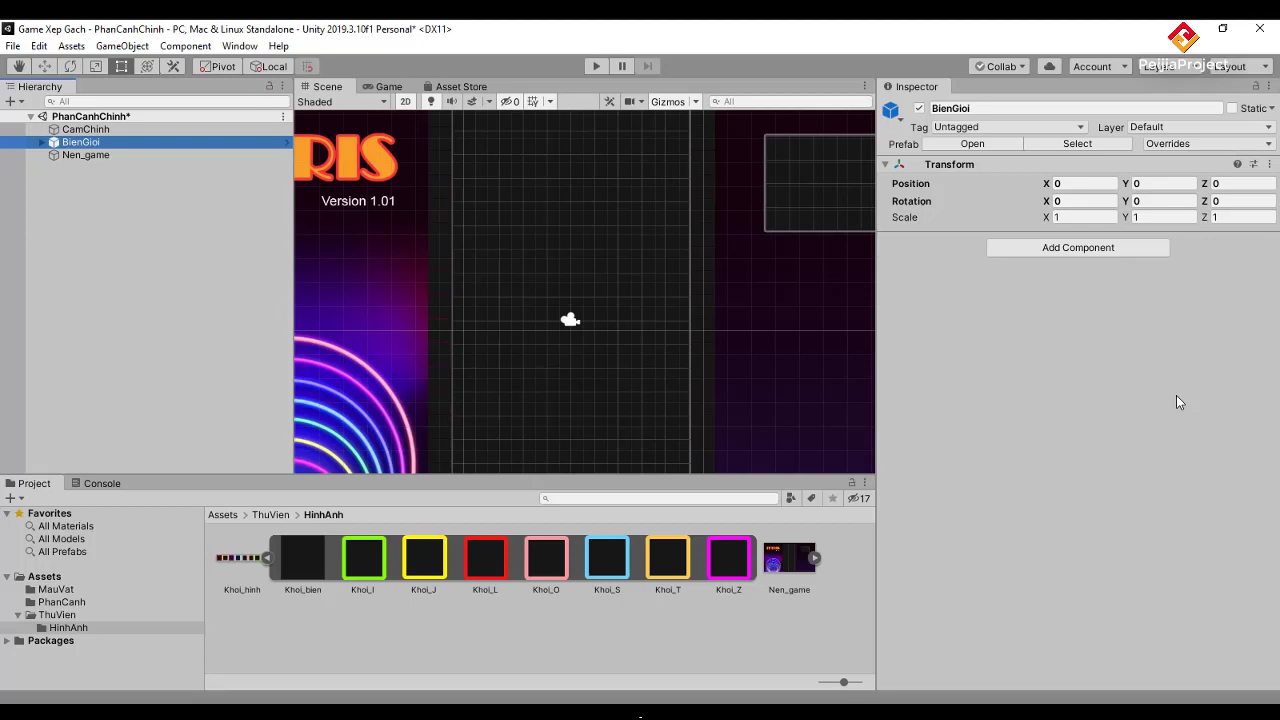 Game Xep Gach - PhanCanhChinh - PC, Mac & Linux Standalone - Unity 2019.3.10f1 Personal* <DX11>
File Edit Assets GameObject Component Window Help
Pivot Local Collab Account Layout
ReijiaProject
Hierarchy Scene Game Asset Store Inspector
All
Shaded 2D 0 Gizmos All
PhanCanhChinh*
CamChinh
BienGioi
Nen_game
RIS
Version 1.01
BienGioi Static
Tag Untagged Layer Default
Prefab Open Select Overrides
Transform
Position X 0 Y 0 Z 0
Rotation X 0 Y 0 Z 0
Scale X 1 Y 1 Z 1
Add Component
Project Console
17
Favorites
All Materials
All Models
All Prefabs
Assets
MauVat
PhanCanh
ThuVien
HinhAnh
Packages
Assets > ThuVien > HinhAnh
Khoi_hinh Khoi_bien Khoi_I Khoi_J Khoi_L Khoi_O Khoi_S Khoi_T Khoi_Z Nen_game